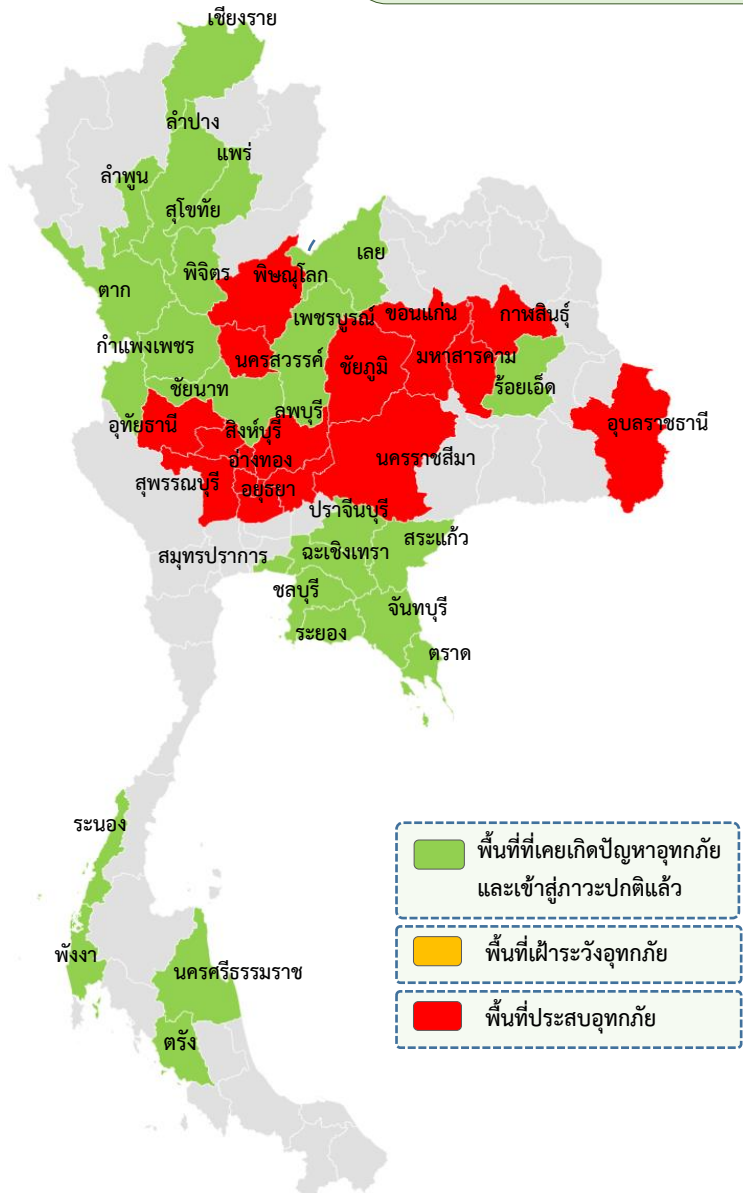 เชียงราย
ลำปาง
แพร่
ลำพูน
สุโขทัย
เลย
ตาก
พิจิตร
พิษณุโลก
เพชรบูรณ์
ขอนแก่น
กาฬสินธุ์
กำแพงเพชร
นครสวรรค์
ชัยภูมิ
มหาสารคาม
ชัยนาท
ร้อยเอ็ด
ลพบุรี
อุทัยธานี
สิงห์บุรี
อุบลราชธานี
อ่างทอง
นครราชสีมา
สุพรรณบุรี
อยุธยา
ปราจีนบุรี
สระแก้ว
สมุทรปราการ
ฉะเชิงเทรา
ชลบุรี
จันทบุรี
ระยอง
ตราด
ระนอง
พังงา
นครศรีธรรมราช
ตรัง
พื้นที่ที่เคยเกิดปัญหาอุทกภัย
และเข้าสู่ภาวะปกติแล้ว
พื้นที่เฝ้าระวังอุทกภัย
พื้นที่ประสบอุทกภัย